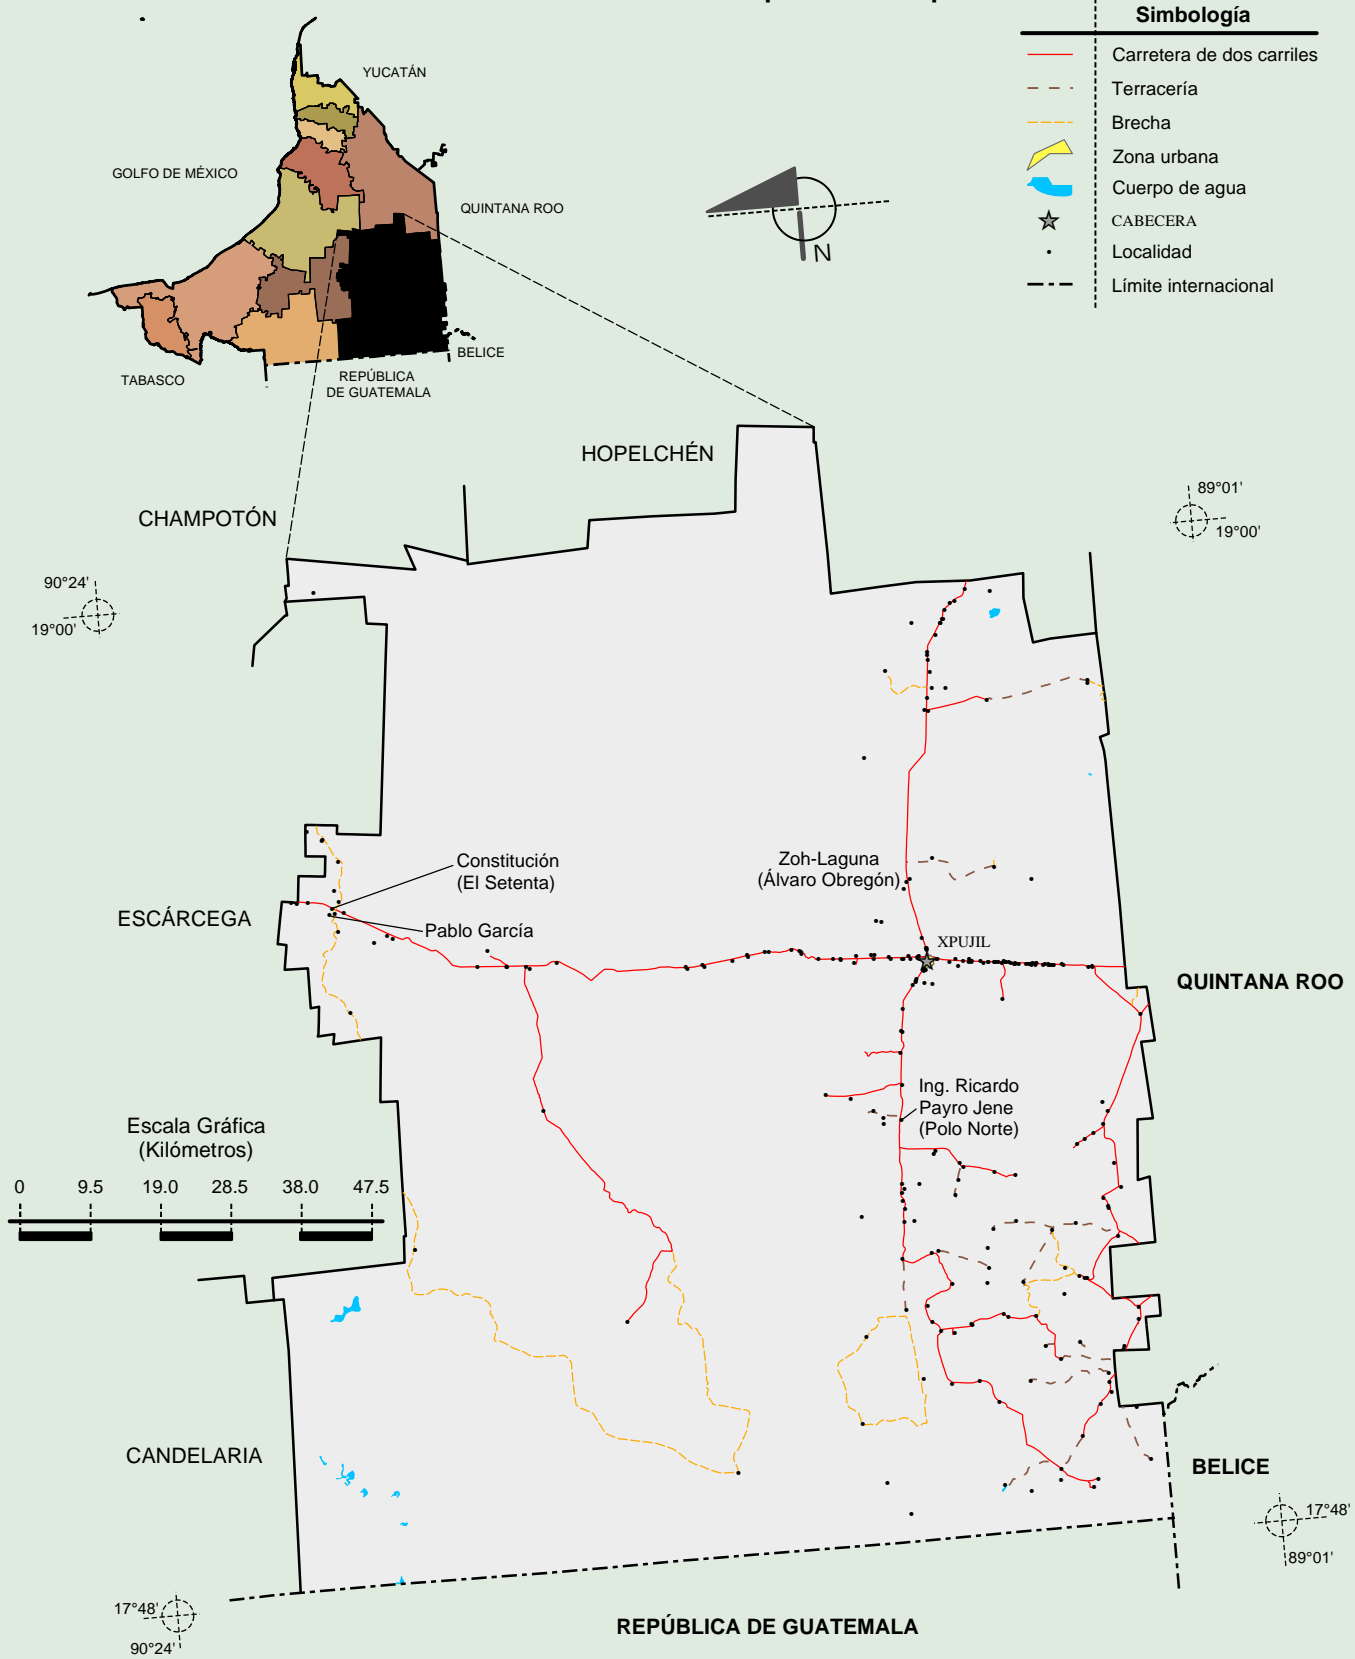 Simbología
Carretera de dos carriles
Terracería
Brecha
Zona urbana
Cuerpo de agua
CABECERA
Localidad
Límite internacional
YUCATÁN
GOLFO DE MÉXICO
QUINTANA ROO
BELICE
TABASCO
REPÚBLICA
DE GUATEMALA
N
HOPELCHÉN
CHAMPOTÓN
89°01'
19°00'
90°24'
19°00'
Constitución
(El Setenta)
Zoh-Laguna
(Álvaro Obregón)
ESCÁRCEGA
Pablo García
XPUJIL
QUINTANA ROO
Ing. Ricardo
Payro Jene
(Polo Norte)
Escala Gráfica
(Kilómetros)
0 9.5 19.0 28.5 38.0 47.5
CANDELARIA
BELICE
17°48'
89°01'
17°48'
90°24'
REPÚBLICA DE GUATEMALA